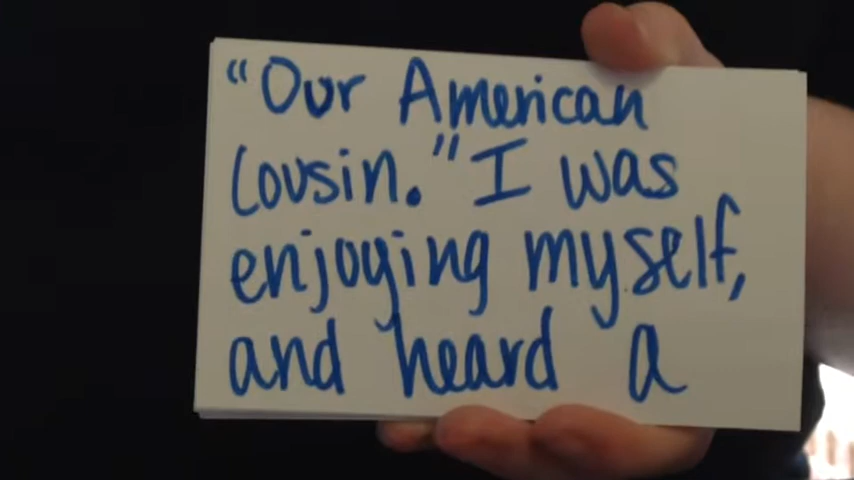 “Our American
Cousin.” I was
enjoying myself,
and heard a